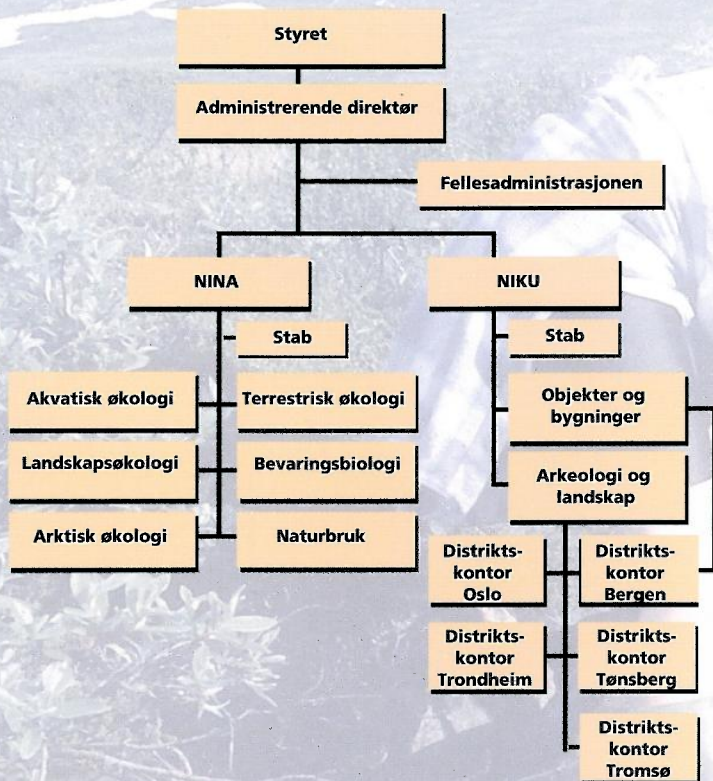 Styret
Administrerende direktør
Fellesadministrasjonen
NINA
NIKU
Stab
Stab
Akvatisk økologi
Terrestrisk økologi
Landskapsøkologi
Bevaringsbiologi
Arktisk økologi
Naturbruk
Objekter og
bygninger
Arkeologi og
landskap
Distrikts-
kontor
Oslo
Distrikts-
kontor
Bergen
Distrikts-
kontor
Trondheim
Distrikts-
kontor
Tønsberg
Distrikts-
kontor
Tromsø